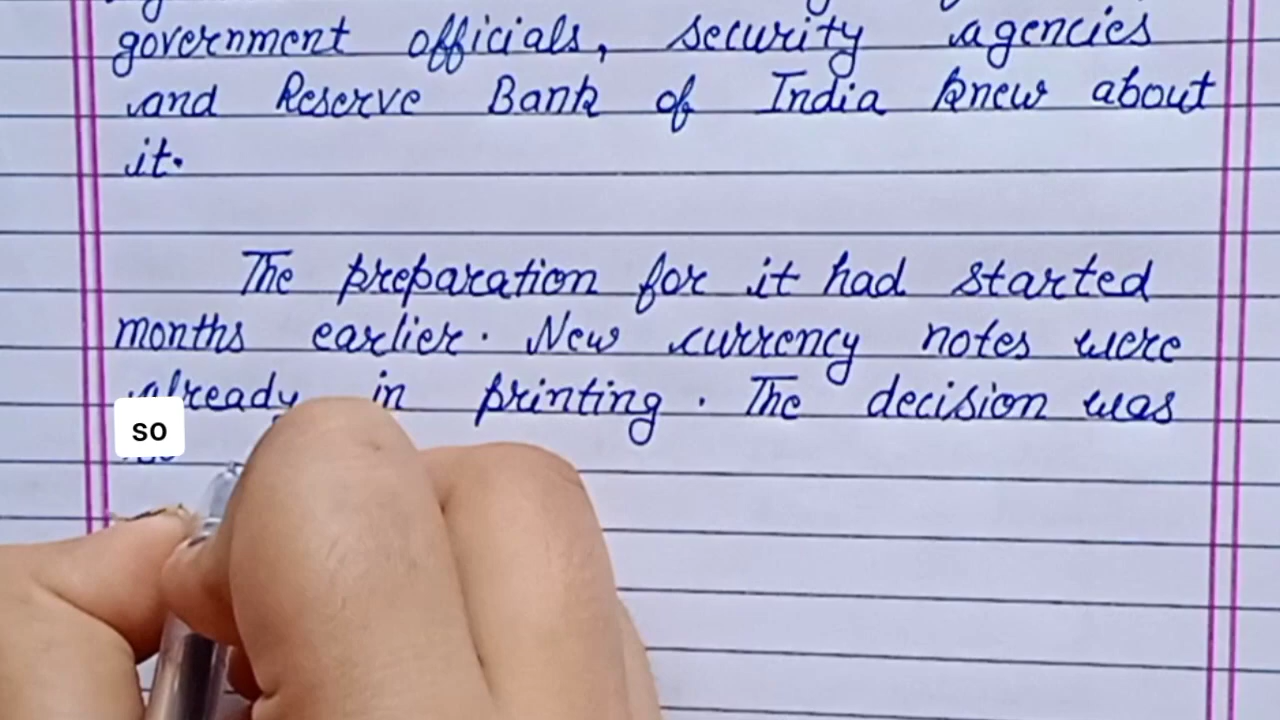 government officials, security agencies
and Reserve Bank of India knew about
it.
The preparation for it had started
months earlier. New currency notes were
already in printing. The decision was
so